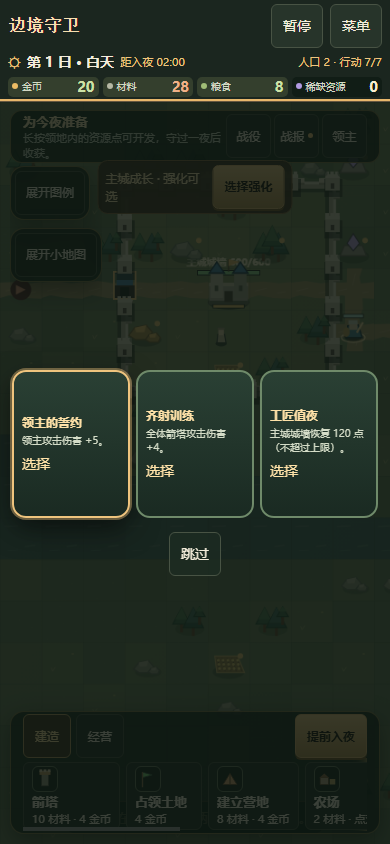 边境守卫
暂停
菜单
第 1 日 • 白天 距入夜 02:00
人口 2 · 行动 7/7
金币 20
材料 28
粮食 8
稀缺资源 0
为今夜准备
长按领地内的资源点可开发，守过一夜后
收获。
战役
战报
领主
展开图例
主城成长 · 强化可
选
选择强化
展开小地图
领主的誓约
领主攻击伤害 +5。
选择
齐射训练
全体箭塔攻击伤害
+4。
选择
工匠值夜
主城城墙恢复 120 点
（不超过上限）。
选择
跳过
建造
经营
提前入夜
箭塔
10 材料 · 4 金币
占领土地
4 金币
建立营地
8 材料 · 4 金币
农场
2 材料 · 点